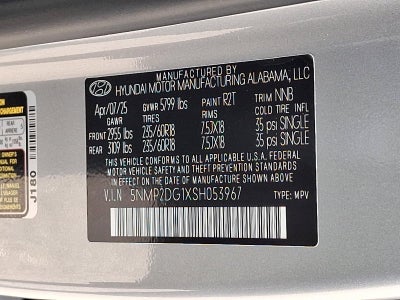 MANUFACTURED BY
HYUNDAI MOTOR MANUFACTURING ALABAMA, LLC
Apr/07/25 GVWR 5799 lbs PAINT R2T TRIM NNB
GAWR TIRES RIMS COLD TIRE INFL
FRONT 2955 lbs 235/60R18 7.5JX18 35 psi SINGLE
REAR 3109 lbs 235/60R18 7.5JX18 35 psi SINGLE
THIS VEHICLE CONFORMS TO ALL APPLICABLE U.S.A. FEDERAL
MOTOR VEHICLE SAFETY, BUMPER, AND THEFT PREVENTION
STANDARDS IN EFFECT ON THE DATE OF MANUFACTURE SHOWN ABOVE.
V.I.N 5NMP2DG1XSH053967 TYPE: MPV
J180